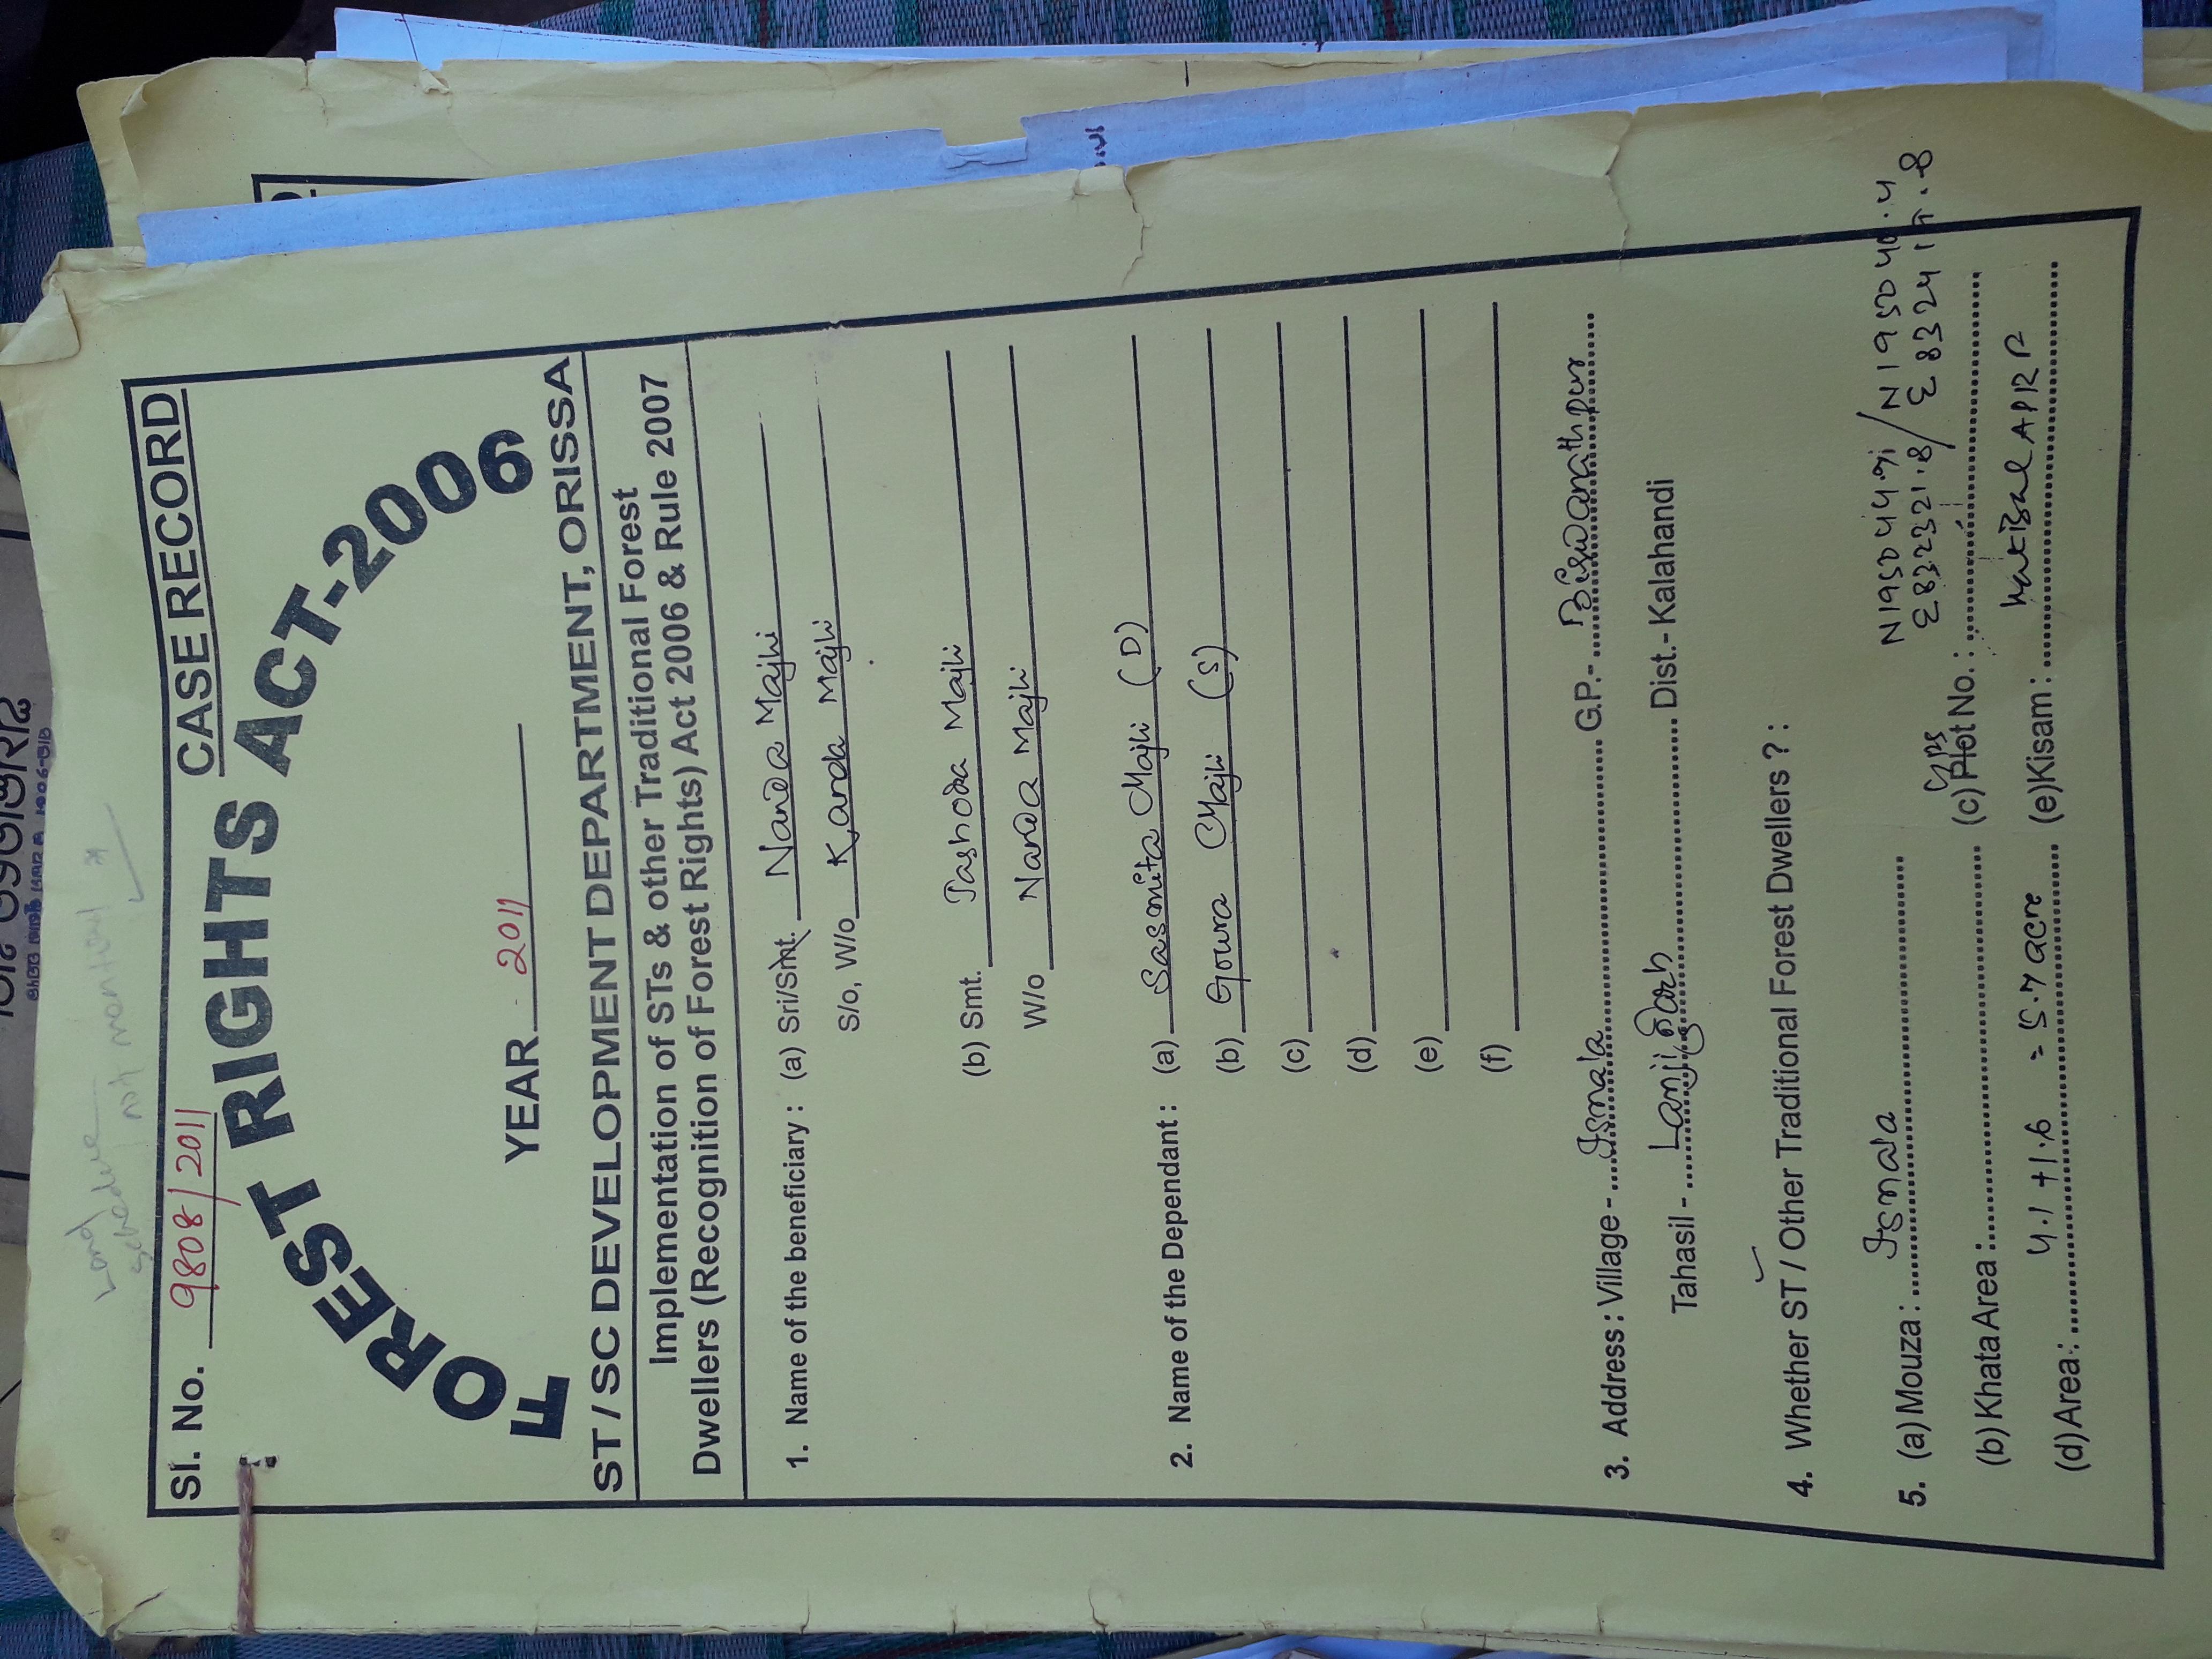 Land
schedule not mentioned *
Sl. No. 9808/2011 CASE RECORD
FOREST RIGHTS ACT-2006
YEAR 2011
ST / SC DEVELOPMENT DEPARTMENT, ORISSA
Implementation of STs & other Traditional Forest
Dwellers (Recognition of Forest Rights) Act 2006 & Rule 2007
1. Name of the beneficiary : (a) Sri/Smt. Nanda Majhi
S/o, W/o Kanda Majhi
(b) Smt. Jashoda Majhi
W/o Nanda Majhi
2. Name of the Dependant : (a) Sasmita Majhi (D)
(b) Goura Majhi (S)
(c)
(d)
(e)
(f)
3. Address : Village - G.P.- Biswanathpur
Tahasil - Lanjigarh Dist.- Kalahandi
4. Whether ST / Other Traditional Forest Dwellers ? :
5. (a) Mouza :
(b) Khata Area : (c) Plot No. : GPS
E 832321.8/
(d) Area : 4.1 + 1.6 = 5.7 acre (e) Kisam :